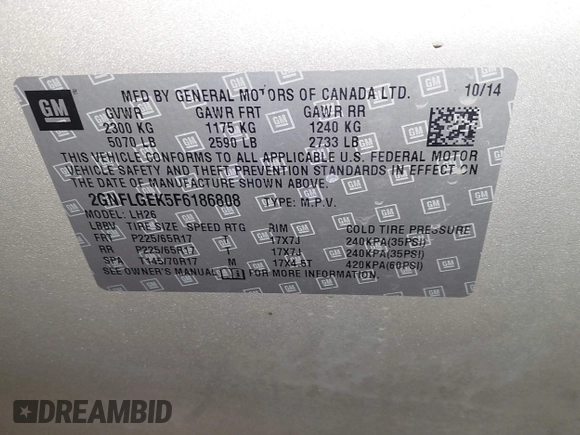 GM
MFD BY GENERAL MOTORS OF CANADA LTD. 10/14
GVWR GAWR FRT GAWR RR
2300 KG 1175 KG 1240 KG
5070 LB 2590 LB 2733 LB
THIS VEHICLE CONFORMS TO ALL APPLICABLE U.S. FEDERAL MOTOR
VEHICLE SAFETY AND THEFT PREVENTION STANDARDS IN EFFECT ON
THE DATE OF MANUFACTURE SHOWN ABOVE.
2GNFLGEK5F6186808 TYPE: M.P.V.
MODEL: LH26
LBBV TIRE SIZE SPEED RTG RIM COLD TIRE PRESSURE
FRT P225/65R17 T 17X7J 240KPA(35PSI)
RR P225/65R17 T 17X7J 240KPA(35PSI)
SPA T145/70R17 M 17X4.5T 420KPA(60PSI)
SEE OWNER'S MANUAL FOR MORE INFORMATION.
DREAMBID